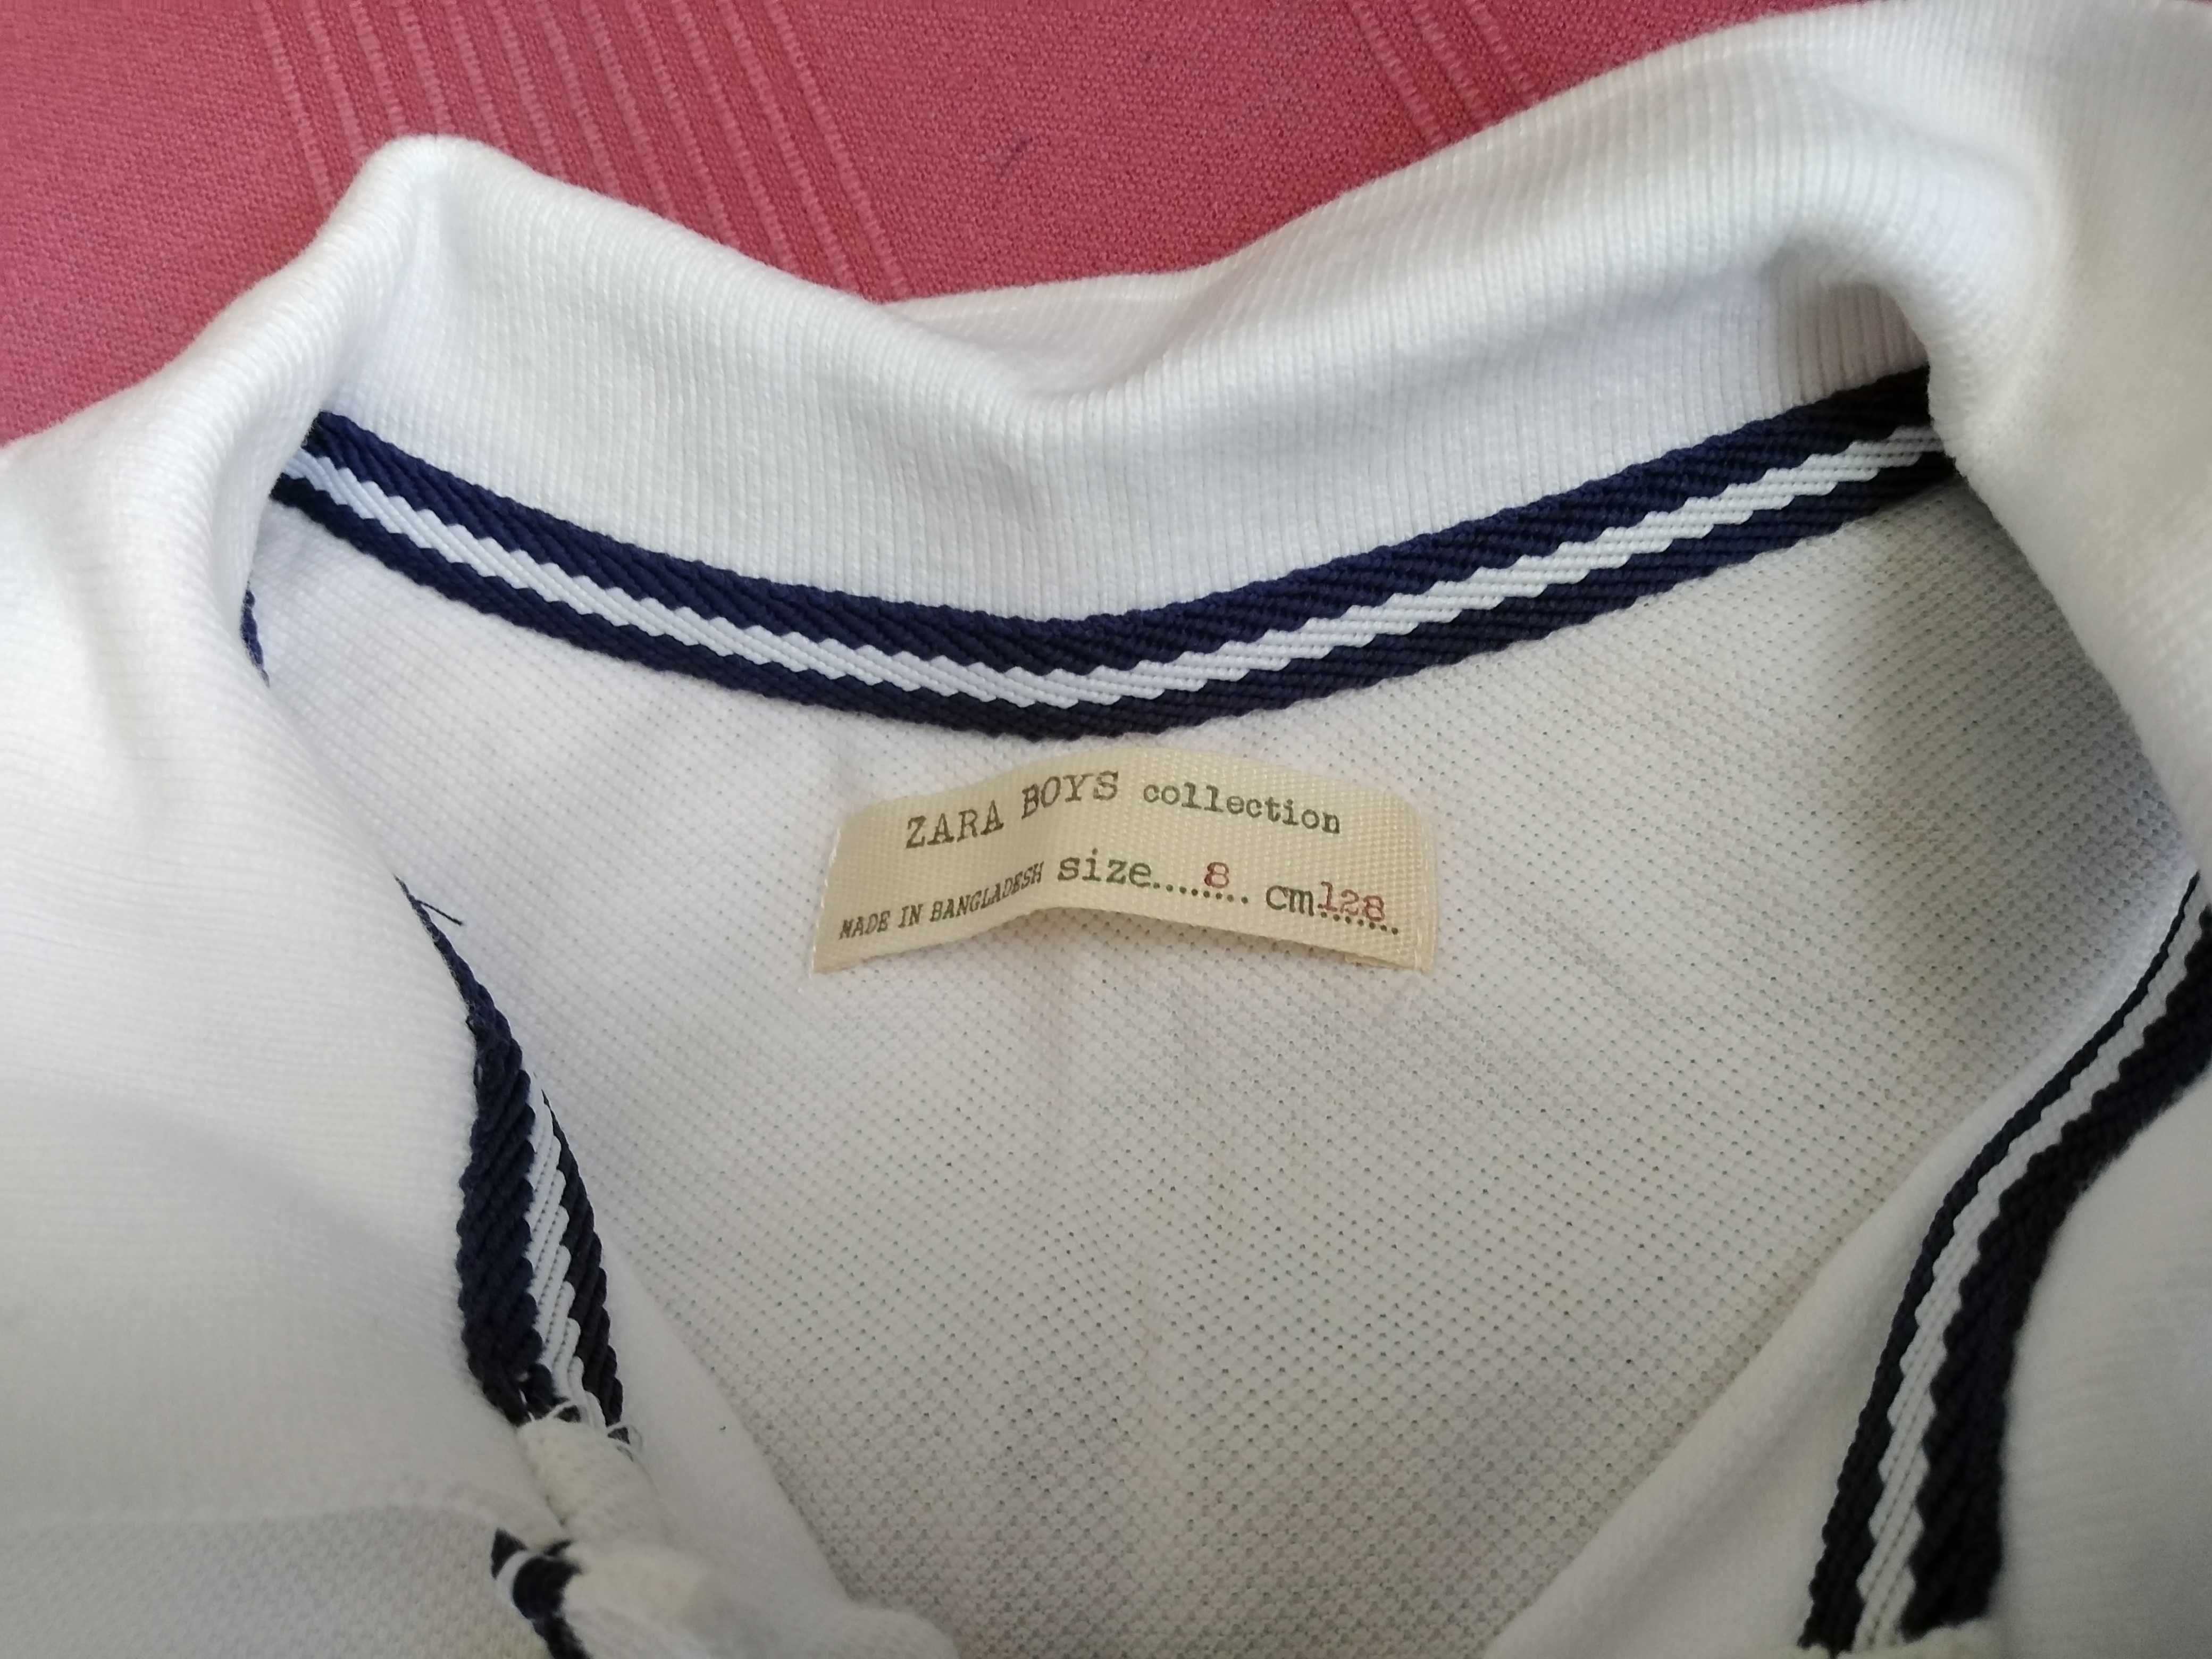 ZARA BOYS collection
MADE IN BANGLADESH size....8.. cm128